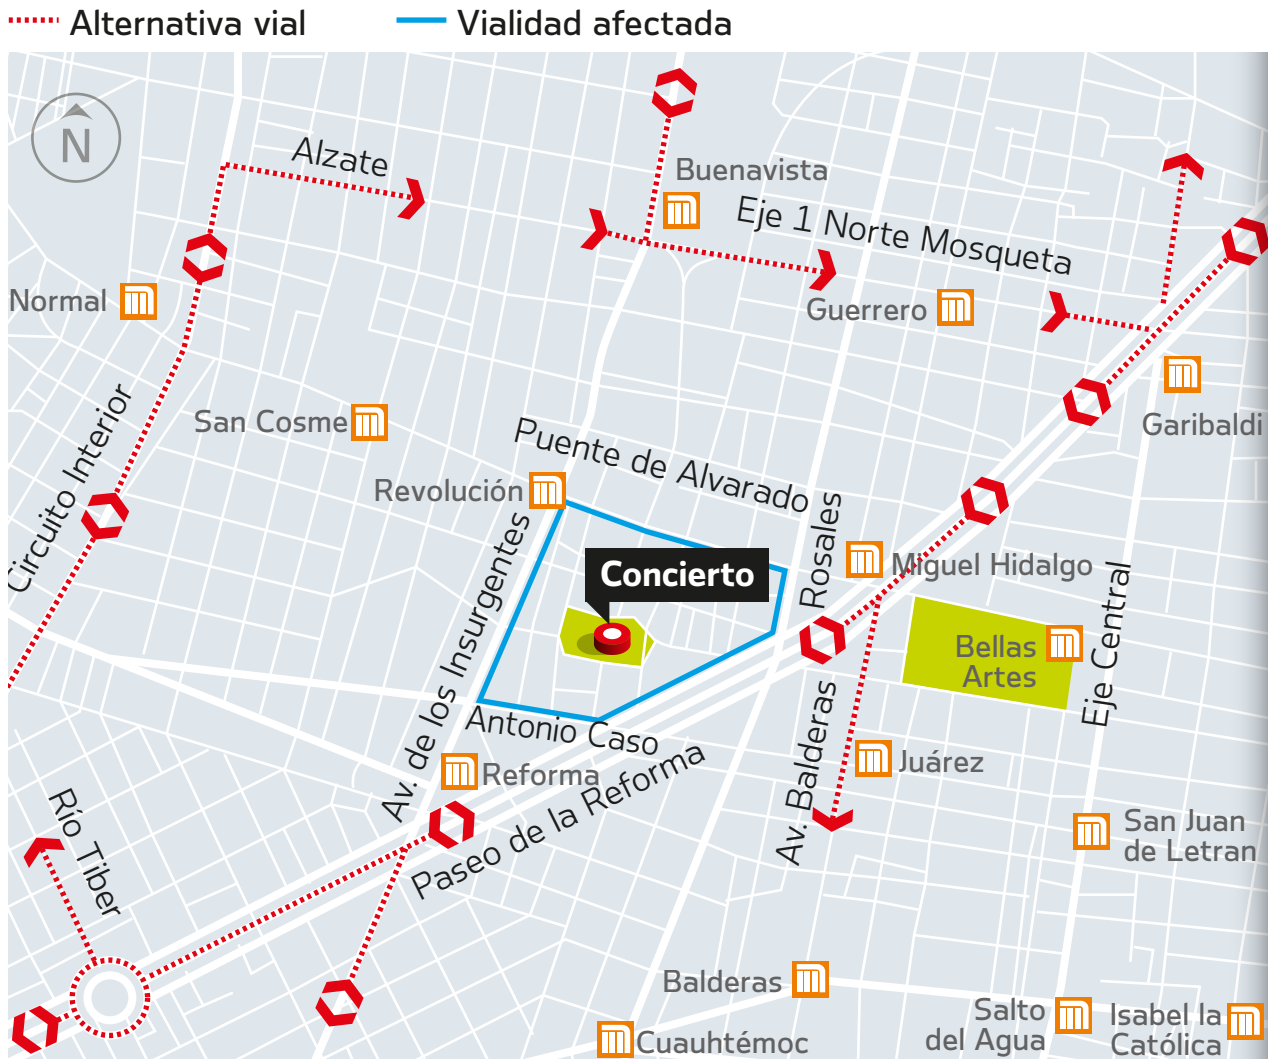 Alternativa vial
Vialidad afectada
N
Alzate
Buenavista
Eje 1 Norte Mosqueta
Normal
Guerrero
Circuito Interior
San Cosme
Garibaldi
Puente de Alvarado
Revolución
Rosales
Miguel Hidalgo
Concierto
Av. de los Insurgentes
Bellas
Artes
Eje Central
Antonio Caso
Av. Balderas
Reforma
Juárez
Paseo de la Reforma
Río Tiber
San Juan
de Letran
Balderas
Salto
del Agua
Isabel la
Católica
Cuauhtémoc